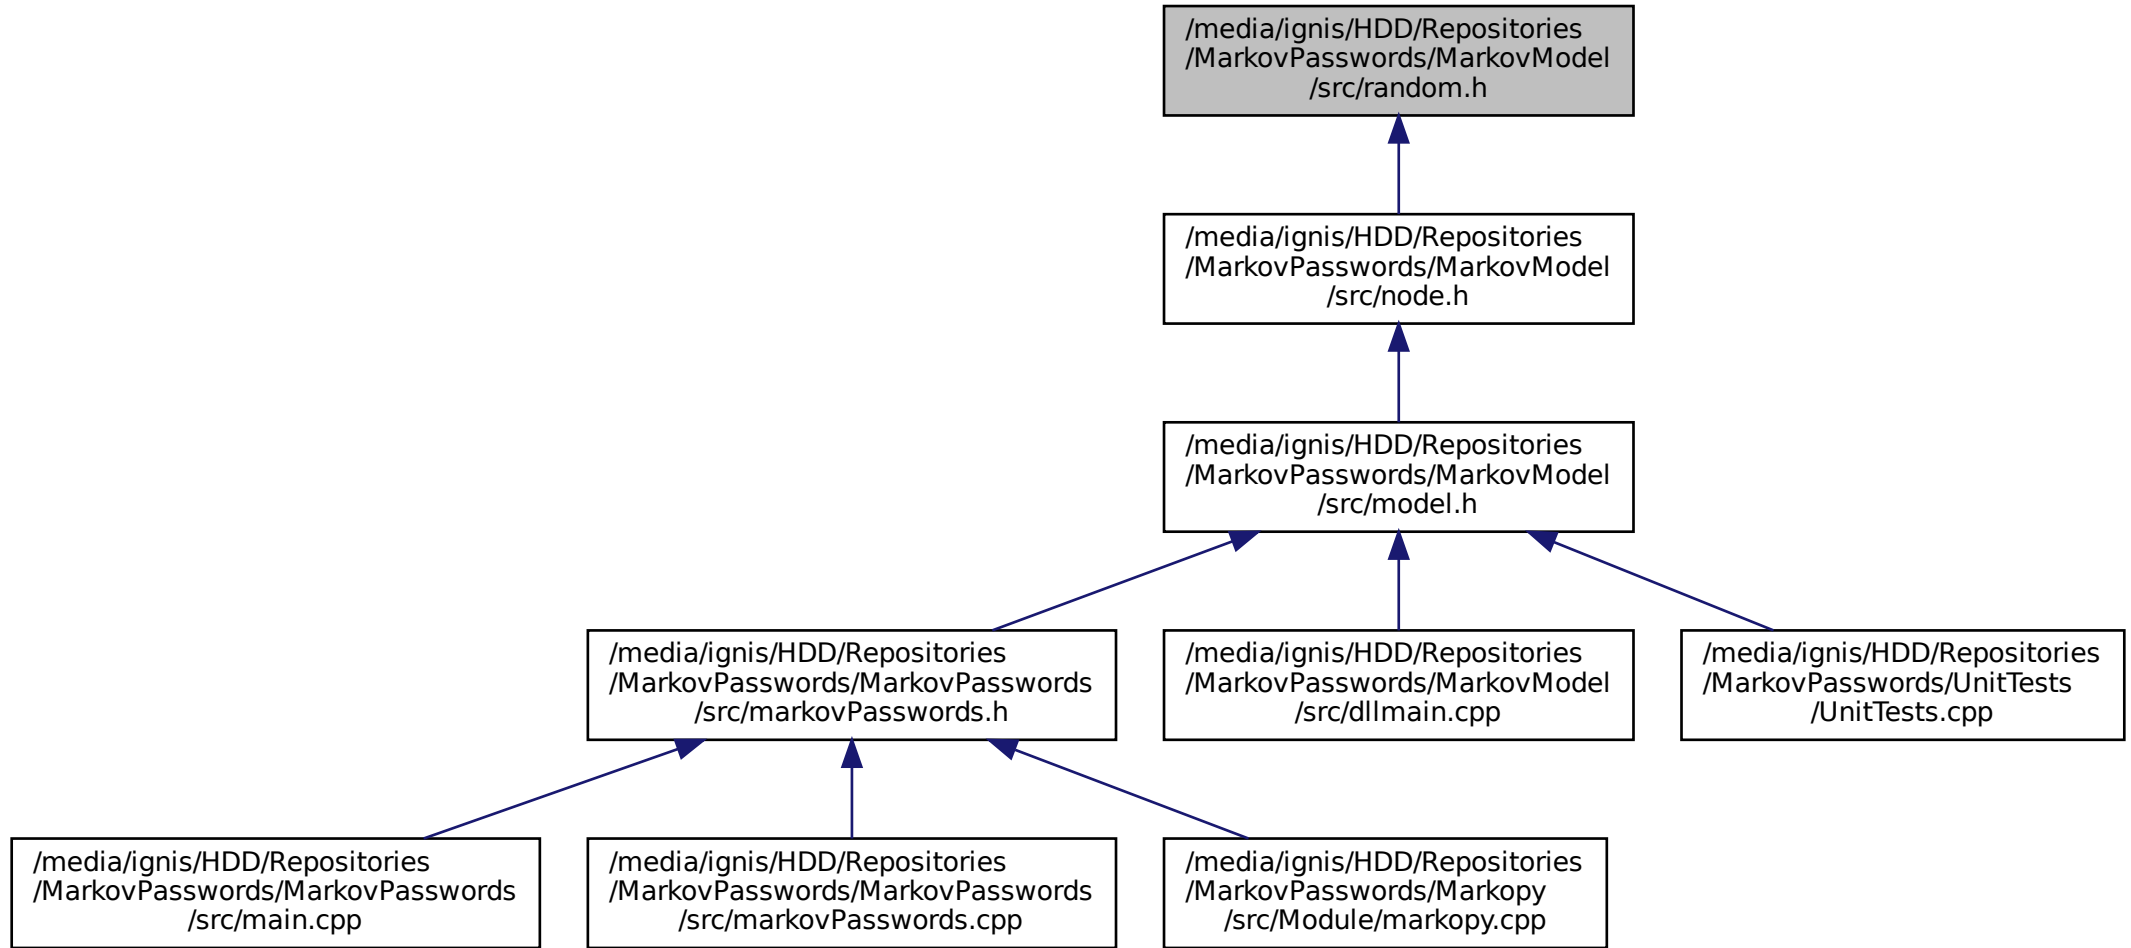 /media/ignis/HDD/Repositories
/MarkovPasswords/MarkovModel
/src/random.h
/media/ignis/HDD/Repositories
/MarkovPasswords/MarkovModel
/src/node.h
/media/ignis/HDD/Repositories
/MarkovPasswords/MarkovModel
/src/model.h
/media/ignis/HDD/Repositories
/MarkovPasswords/MarkovPasswords
/src/markovPasswords.h
/media/ignis/HDD/Repositories
/MarkovPasswords/MarkovModel
/src/dllmain.cpp
/media/ignis/HDD/Repositories
/MarkovPasswords/UnitTests
/UnitTests.cpp
/media/ignis/HDD/Repositories
/MarkovPasswords/MarkovPasswords
/src/main.cpp
/media/ignis/HDD/Repositories
/MarkovPasswords/MarkovPasswords
/src/markovPasswords.cpp
/media/ignis/HDD/Repositories
/MarkovPasswords/Markopy
/src/Module/markopy.cpp